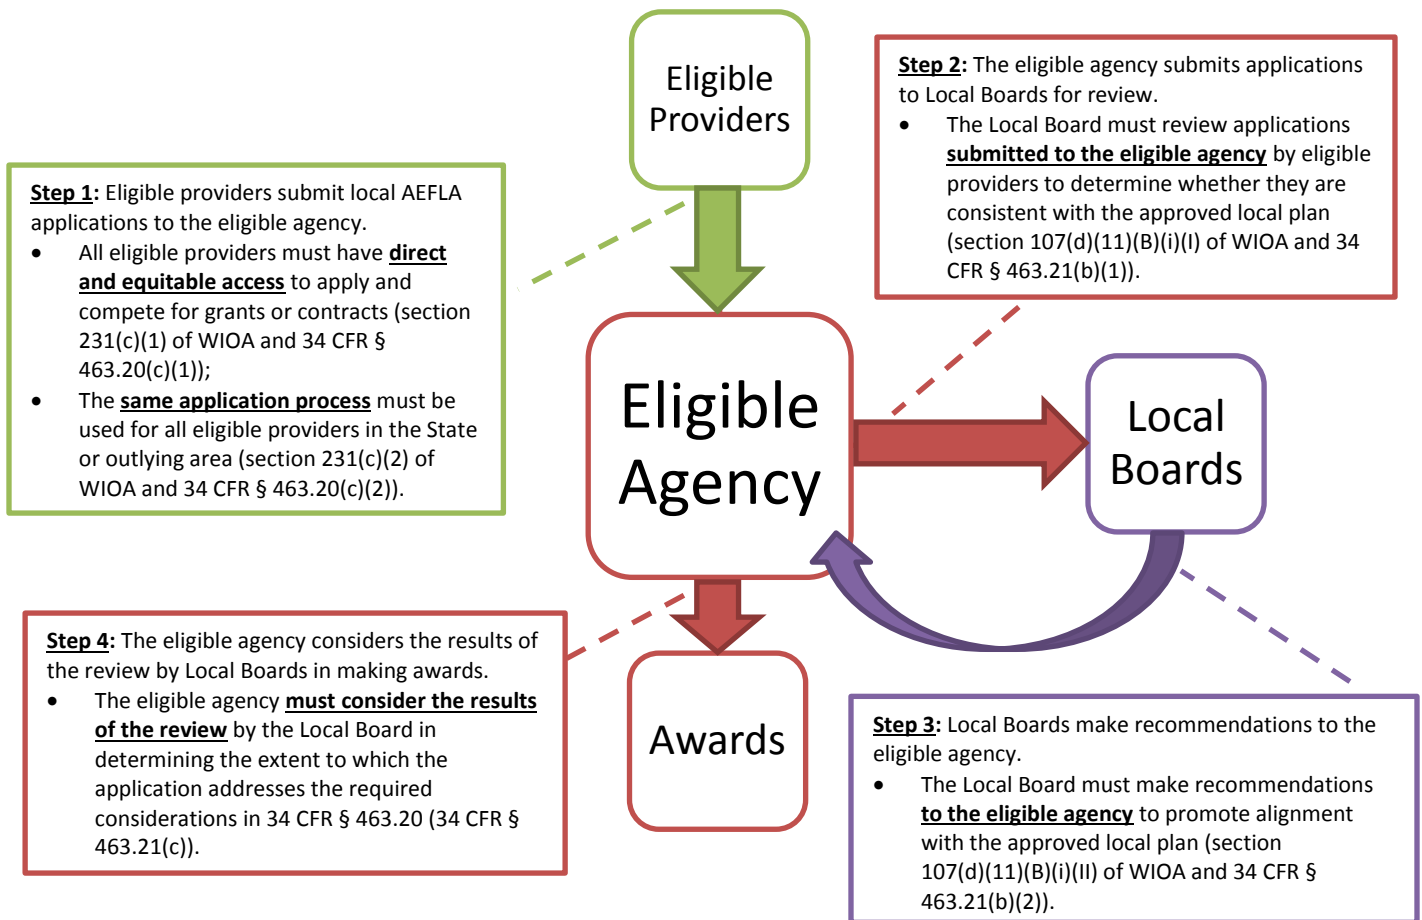 Eligible
Providers
Step 1: Eligible providers submit local AEFLA
applications to the eligible agency.
• All eligible providers must have direct
and equitable access to apply and
compete for grants or contracts (section
231(c)(1) of WIOA and 34 CFR §
463.20(c)(1));
• The same application process must be
used for all eligible providers in the State
or outlying area (section 231(c)(2) of
WIOA and 34 CFR § 463.20(c)(2)).
Step 2: The eligible agency submits applications
to Local Boards for review.
• The Local Board must review applications
submitted to the eligible agency by eligible
providers to determine whether they are
consistent with the approved local plan
(section 107(d)(11)(B)(i)(I) of WIOA and 34
CFR § 463.21(b)(1)).
Eligible
Agency
Local
Boards
Step 4: The eligible agency considers the results of
the review by Local Boards in making awards.
• The eligible agency must consider the results
of the review by the Local Board in
determining the extent to which the
application addresses the required
considerations in 34 CFR § 463.20 (34 CFR §
463.21(c)).
Awards
Step 3: Local Boards make recommendations to the
eligible agency.
• The Local Board must make recommendations
to the eligible agency to promote alignment
with the approved local plan (section
107(d)(11)(B)(i)(II) of WIOA and 34 CFR §
463.21(b)(2)).